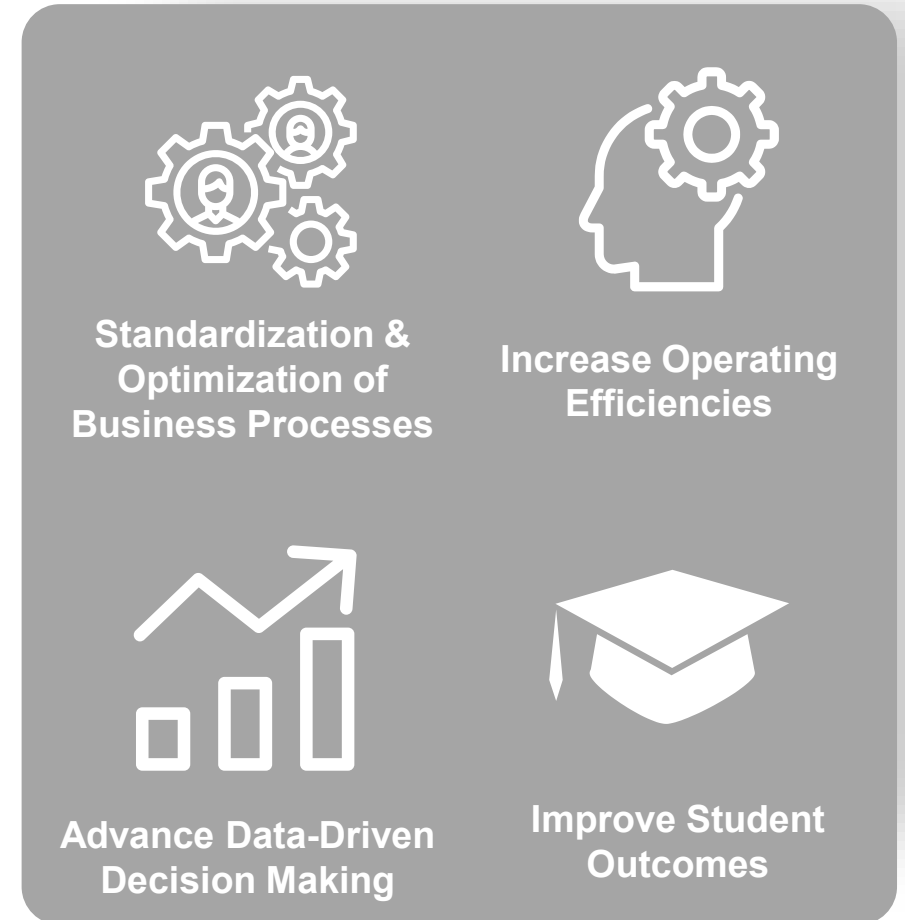 Standardization &
Optimization of
Business Processes
Increase Operating
Efficiencies
Advance Data-Driven
Decision Making
Improve Student
Outcomes